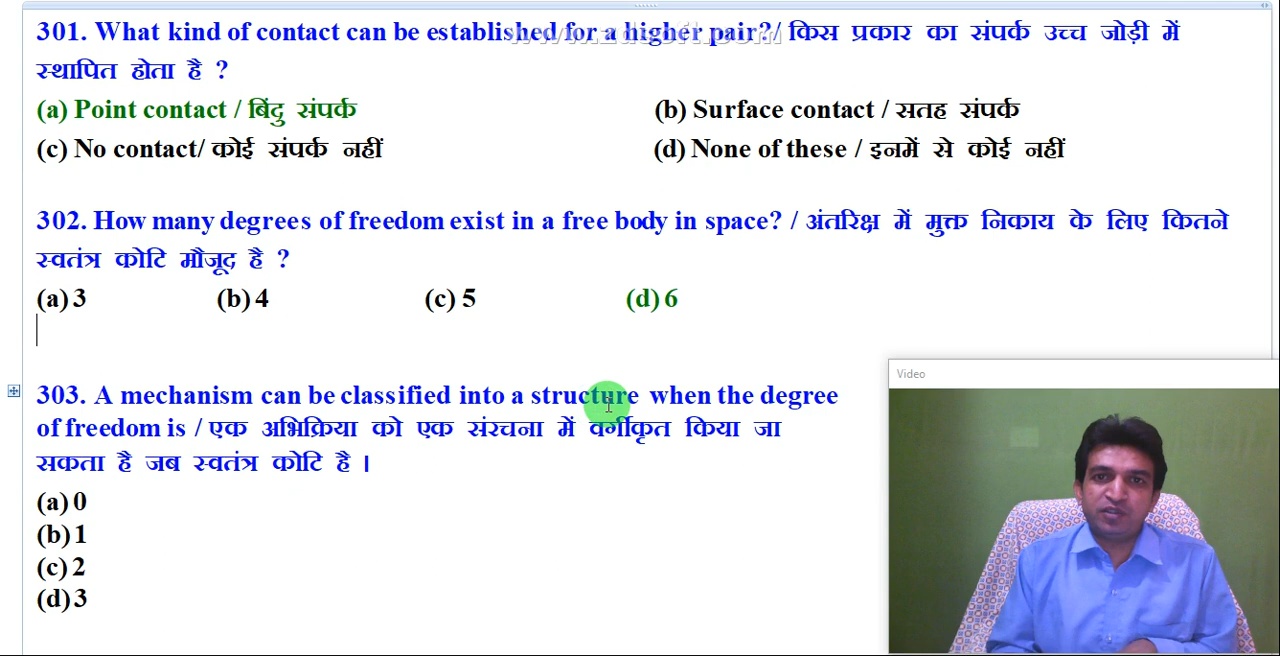 301. What kind of contact can be established for a higher pair?/ किस प्रकार का संपर्क उच्च जोड़ी में
स्थापित होता है ?
(a) Point contact / बिंदु संपर्क (b) Surface contact / सतह संपर्क
(c) No contact/ कोई संपर्क नहीं (d) None of these / इनमें से कोई नहीं
302. How many degrees of freedom exist in a free body in space? / अंतरिक्ष में मुक्त निकाय के लिए कितने
स्वतंत्र कोटि मौजूद है ?
(a) 3 (b) 4 (c) 5 (d) 6
303. A mechanism can be classified into a structure when the degree
of freedom is / एक अभिक्रिया को एक संरचना में वर्गीकृत किया जा
सकता है जब स्वतंत्र कोटि है ।
(a) 0
(b) 1
(c) 2
(d) 3
Video